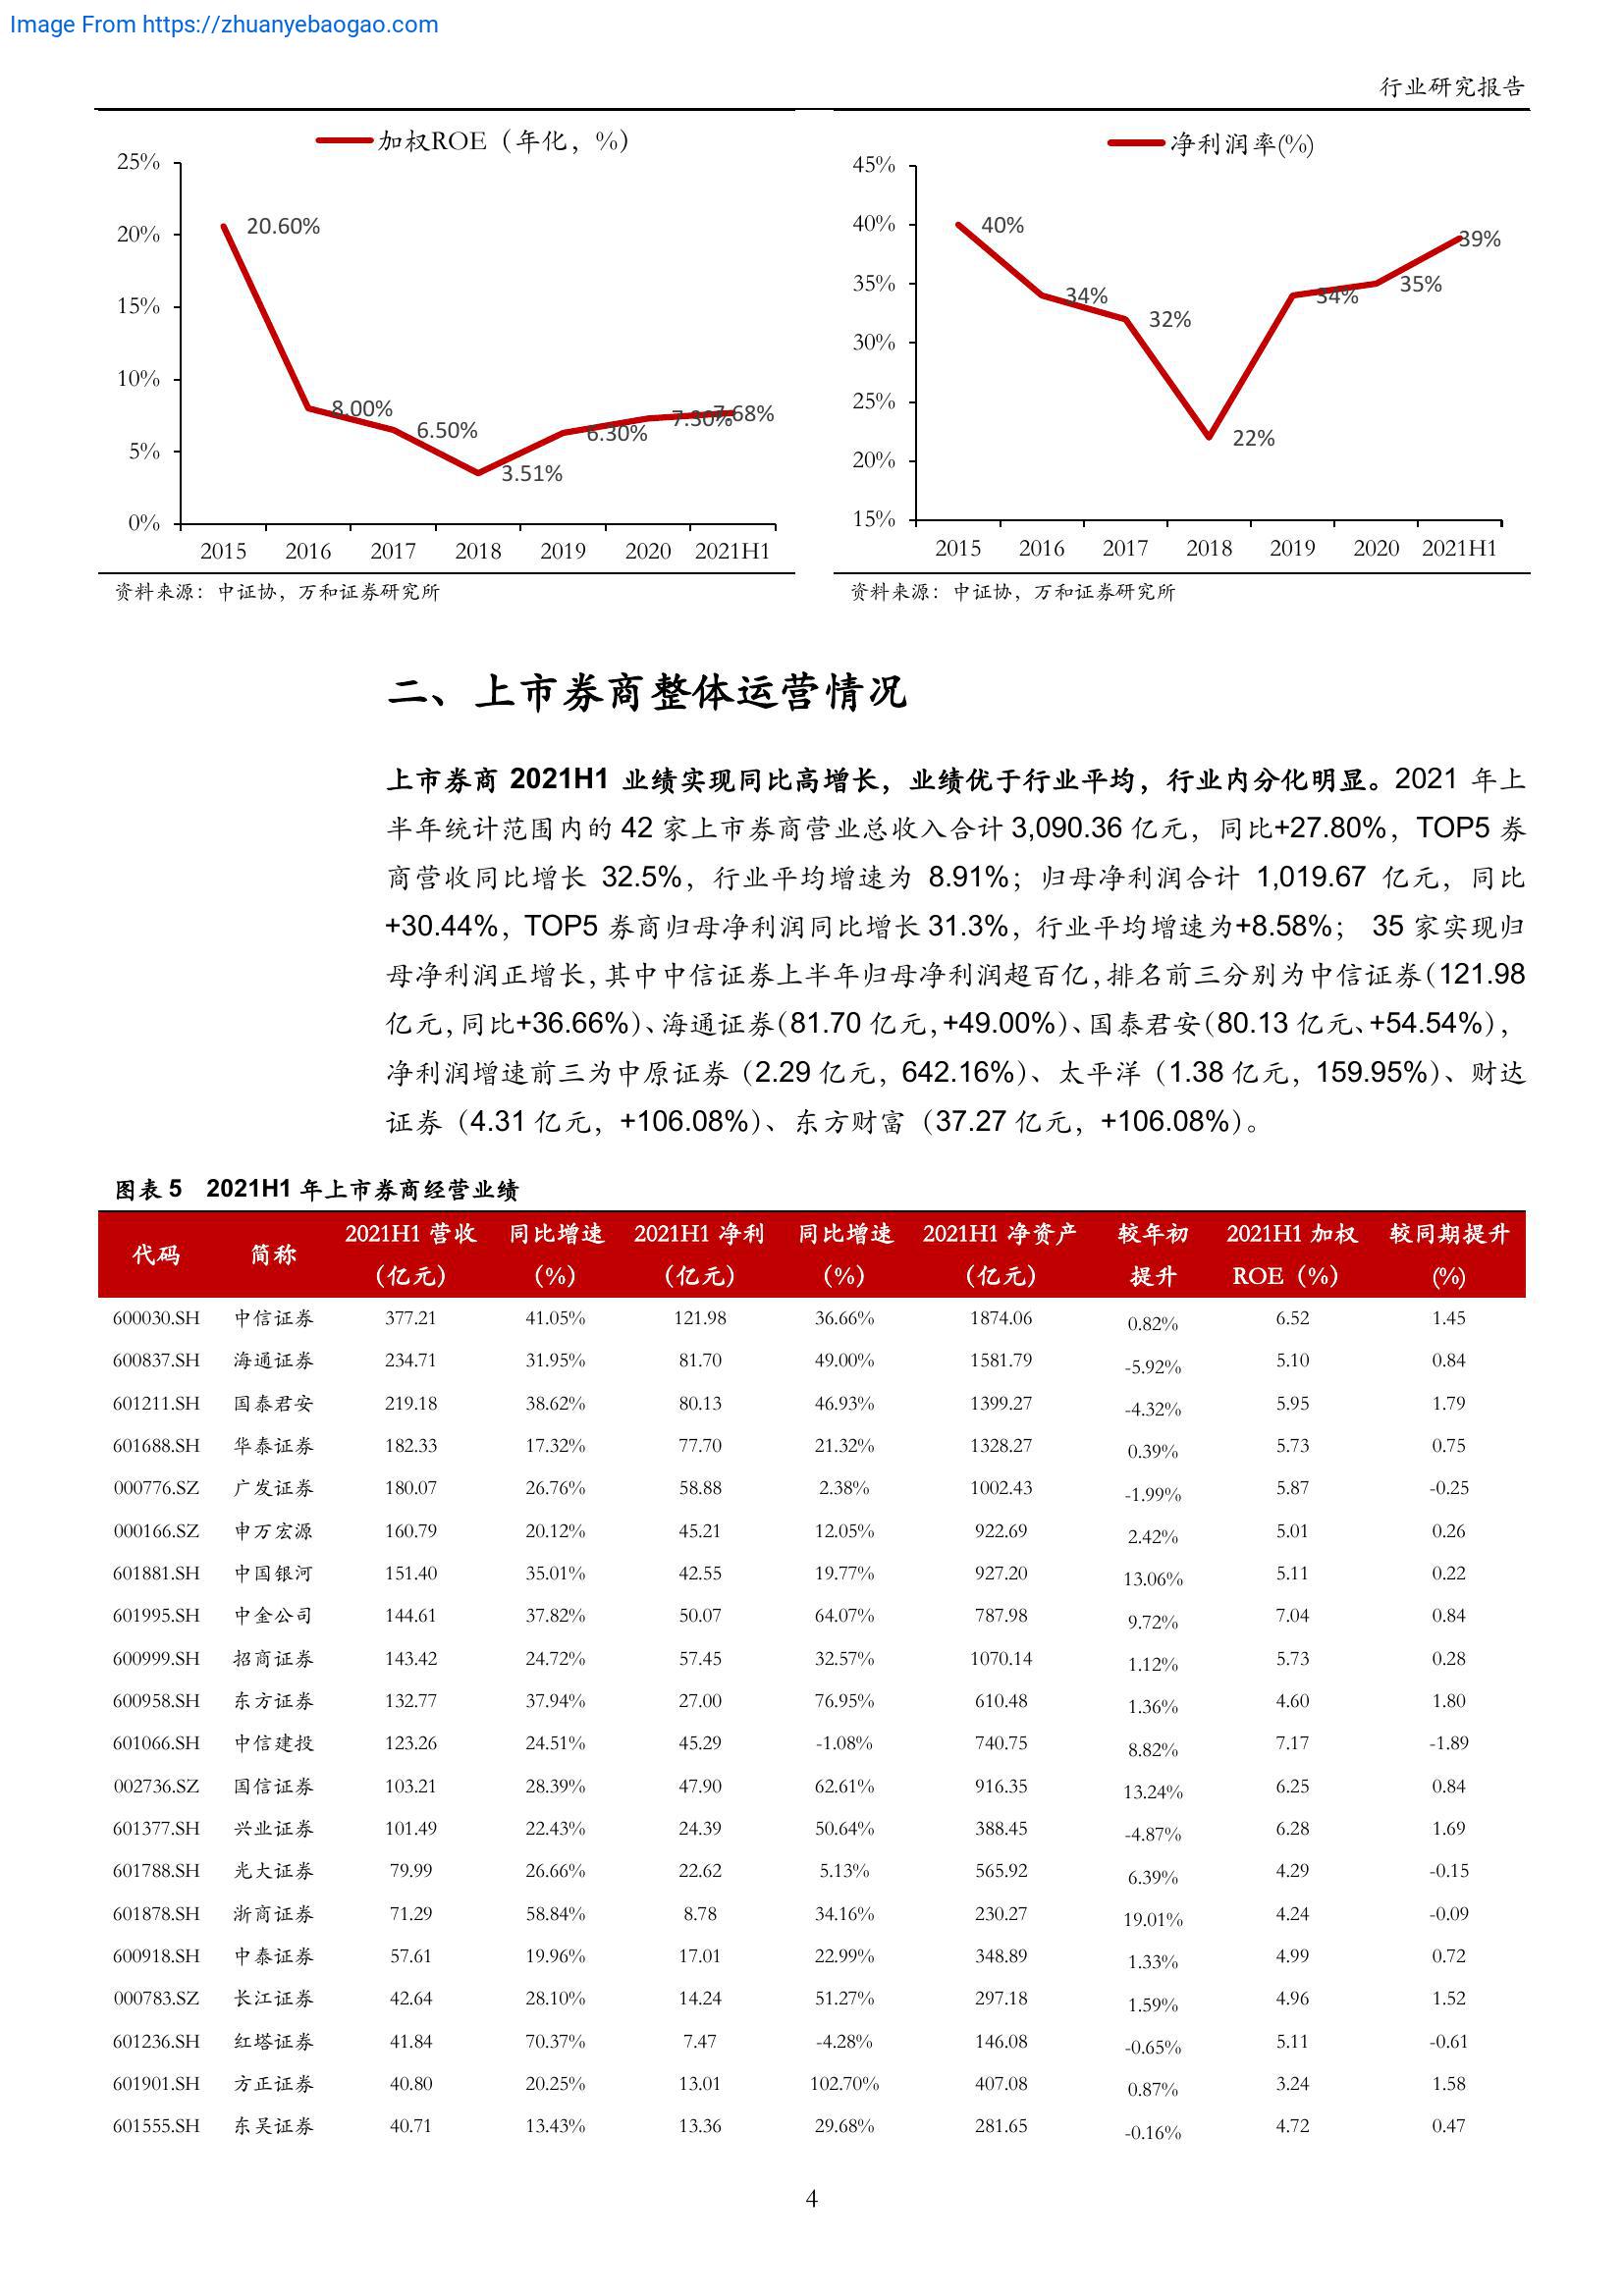 Image From https://zhuanyebaogao.com
行业研究报告
加权ROE（年化，%）
25%
20%
15%
10%
5%
0%
20.60%
8.00%
6.50%
3.51%
6.30%
7.30%
7.68%
2015 2016 2017 2018 2019 2020 2021H1
资料来源：中证协，万和证券研究所
净利润率(%)
45%
40%
35%
30%
25%
20%
15%
40%
34%
32%
22%
34%
35%
39%
2015 2016 2017 2018 2019 2020 2021H1
资料来源：中证协，万和证券研究所
二、上市券商整体运营情况
上市券商 2021H1 业绩实现同比高增长，业绩优于行业平均，行业内分化明显。2021 年上
半年统计范围内的 42 家上市券商营业总收入合计 3,090.36 亿元，同比+27.80%，TOP5 券
商营收同比增长 32.5%，行业平均增速为 8.91%；归母净利润合计 1,019.67 亿元，同比
+30.44%，TOP5 券商归母净利润同比增长 31.3%，行业平均增速为+8.58%； 35 家实现归
母净利润正增长，其中中信证券上半年归母净利润超百亿，排名前三分别为中信证券（121.98
亿元，同比+36.66%）、海通证券（81.70 亿元，+49.00%）、国泰君安（80.13 亿元、+54.54%），
净利润增速前三为中原证券（2.29 亿元，642.16%）、太平洋（1.38 亿元，159.95%）、财达
证券（4.31 亿元，+106.08%）、东方财富（37.27 亿元，+106.08%）。
图表 5 2021H1 年上市券商经营业绩
代码 简称 2021H1 营收（亿元） 同比增速（%） 2021H1 净利（亿元） 同比增速（%） 2021H1 净资产（亿元） 较年初提升 2021H1 加权ROE（%） 较同期提升(%)
600030.SH 中信证券 377.21 41.05% 121.98 36.66% 1874.06 0.82% 6.52 1.45
600837.SH 海通证券 234.71 31.95% 81.70 49.00% 1581.79 -5.92% 5.10 0.84
601211.SH 国泰君安 219.18 38.62% 80.13 46.93% 1399.27 -4.32% 5.95 1.79
601688.SH 华泰证券 182.33 17.32% 77.70 21.32% 1328.27 0.39% 5.73 0.75
000776.SZ 广发证券 180.07 26.76% 58.88 2.38% 1002.43 -1.99% 5.87 -0.25
000166.SZ 申万宏源 160.79 20.12% 45.21 12.05% 922.69 2.42% 5.01 0.26
601881.SH 中国银河 151.40 35.01% 42.55 19.77% 927.20 13.06% 5.11 0.22
601995.SH 中金公司 144.61 37.82% 50.07 64.07% 787.98 9.72% 7.04 0.84
600999.SH 招商证券 143.42 24.72% 57.45 32.57% 1070.14 1.12% 5.73 0.28
600958.SH 东方证券 132.77 37.94% 27.00 76.95% 610.48 1.36% 4.60 1.80
601066.SH 中信建投 123.26 24.51% 45.29 -1.08% 740.75 8.82% 7.17 -1.89
002736.SZ 国信证券 103.21 28.39% 47.90 62.61% 916.35 13.24% 6.25 0.84
601377.SH 兴业证券 101.49 22.43% 24.39 50.64% 388.45 -4.87% 6.28 1.69
601788.SH 光大证券 79.99 26.66% 22.62 5.13% 565.92 6.39% 4.29 -0.15
601878.SH 浙商证券 71.29 58.84% 8.78 34.16% 230.27 19.01% 4.24 -0.09
600918.SH 中泰证券 57.61 19.96% 17.01 22.99% 348.89 1.33% 4.99 0.72
000783.SZ 长江证券 42.64 28.10% 14.24 51.27% 297.18 1.59% 4.96 1.52
601236.SH 红塔证券 41.84 70.37% 7.47 -4.28% 146.08 -0.65% 5.11 -0.61
601901.SH 方正证券 40.80 20.25% 13.01 102.70% 407.08 0.87% 3.24 1.58
601555.SH 东吴证券 40.71 13.43% 13.36 29.68% 281.65 -0.16% 4.72 0.47
4